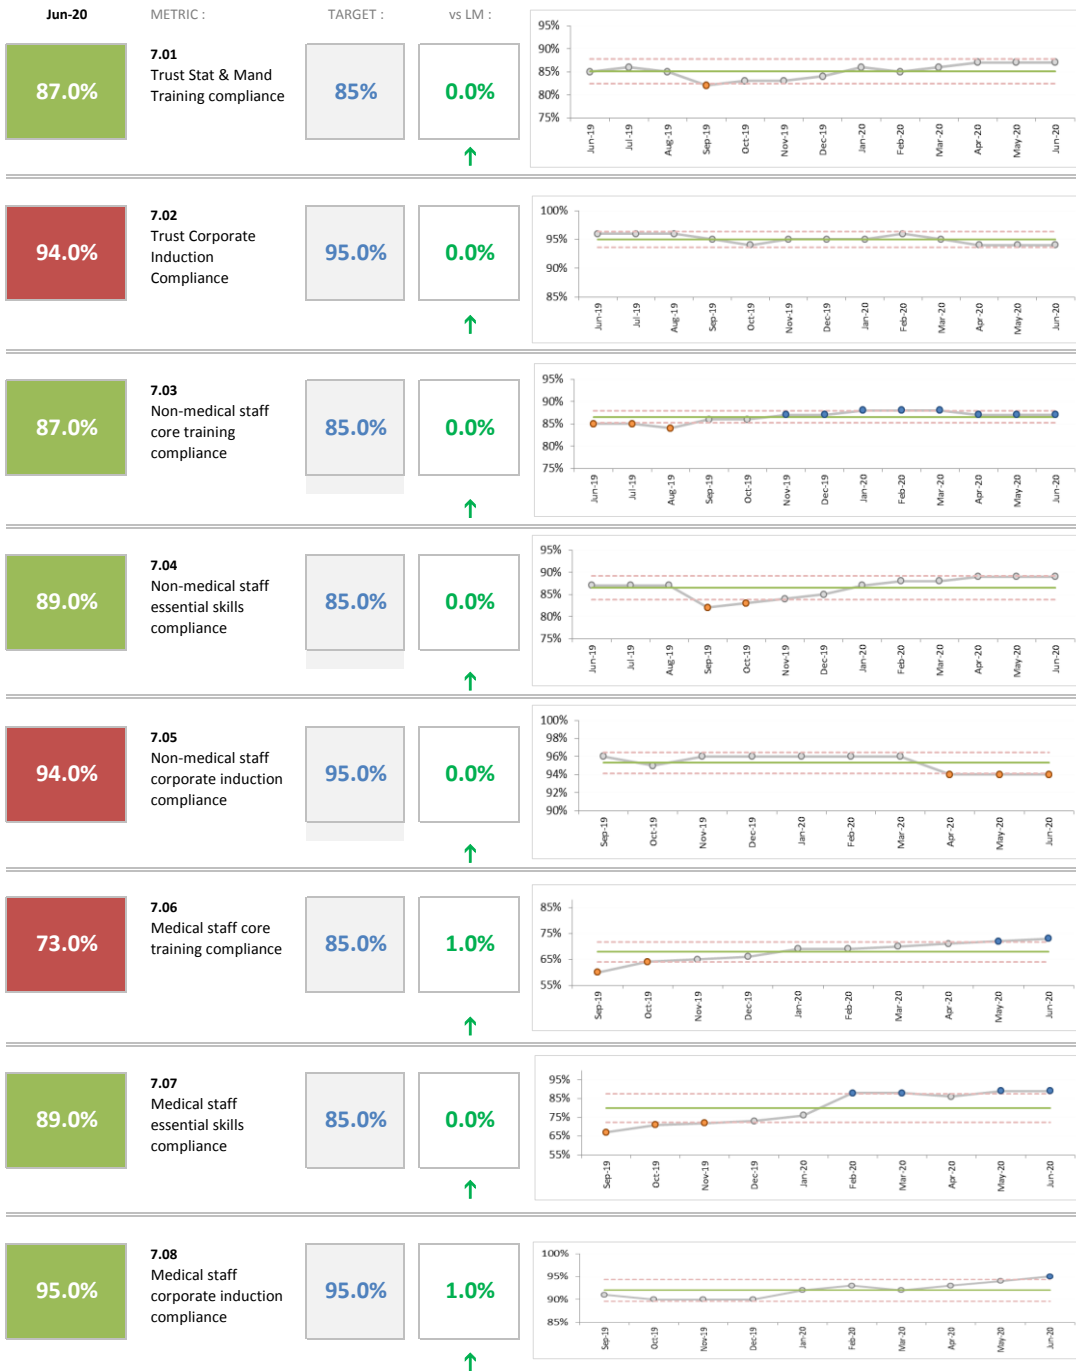 Jun-20 METRIC : TARGET : vs LM :
87.0%
7.01
Trust Stat & Mand
Training compliance
85%
0.0%
↑
95%
90%
85%
80%
75%
Jun-19 Jul-19 Aug-19 Sep-19 Oct-19 Nov-19 Dec-19 Jan-20 Feb-20 Mar-20 Apr-20 May-20 Jun-20
94.0%
7.02
Trust Corporate
Induction
Compliance
95.0%
0.0%
↑
100%
95%
90%
85%
Jun-19 Jul-19 Aug-19 Sep-19 Oct-19 Nov-19 Dec-19 Jan-20 Feb-20 Mar-20 Apr-20 May-20 Jun-20
87.0%
7.03
Non-medical staff
core training
compliance
85.0%
0.0%
↑
95%
90%
85%
80%
75%
Jun-19 Jul-19 Aug-19 Sep-19 Oct-19 Nov-19 Dec-19 Jan-20 Feb-20 Mar-20 Apr-20 May-20 Jun-20
89.0%
7.04
Non-medical staff
essential skills
compliance
85.0%
0.0%
↑
95%
90%
85%
80%
75%
Jun-19 Jul-19 Aug-19 Sep-19 Oct-19 Nov-19 Dec-19 Jan-20 Feb-20 Mar-20 Apr-20 May-20 Jun-20
94.0%
7.05
Non-medical staff
corporate induction
compliance
95.0%
0.0%
↑
100%
98%
96%
94%
92%
90%
Sep-19 Oct-19 Nov-19 Dec-19 Jan-20 Feb-20 Mar-20 Apr-20 May-20 Jun-20
73.0%
7.06
Medical staff core
training compliance
85.0%
1.0%
↑
85%
75%
65%
55%
Sep-19 Oct-19 Nov-19 Dec-19 Jan-20 Feb-20 Mar-20 Apr-20 May-20 Jun-20
89.0%
7.07
Medical staff
essential skills
compliance
85.0%
0.0%
↑
95%
85%
75%
65%
55%
Sep-19 Oct-19 Nov-19 Dec-19 Jan-20 Feb-20 Mar-20 Apr-20 May-20 Jun-20
95.0%
7.08
Medical staff
corporate induction
compliance
95.0%
1.0%
↑
100%
95%
90%
85%
Sep-19 Oct-19 Nov-19 Dec-19 Jan-20 Feb-20 Mar-20 Apr-20 May-20 Jun-20